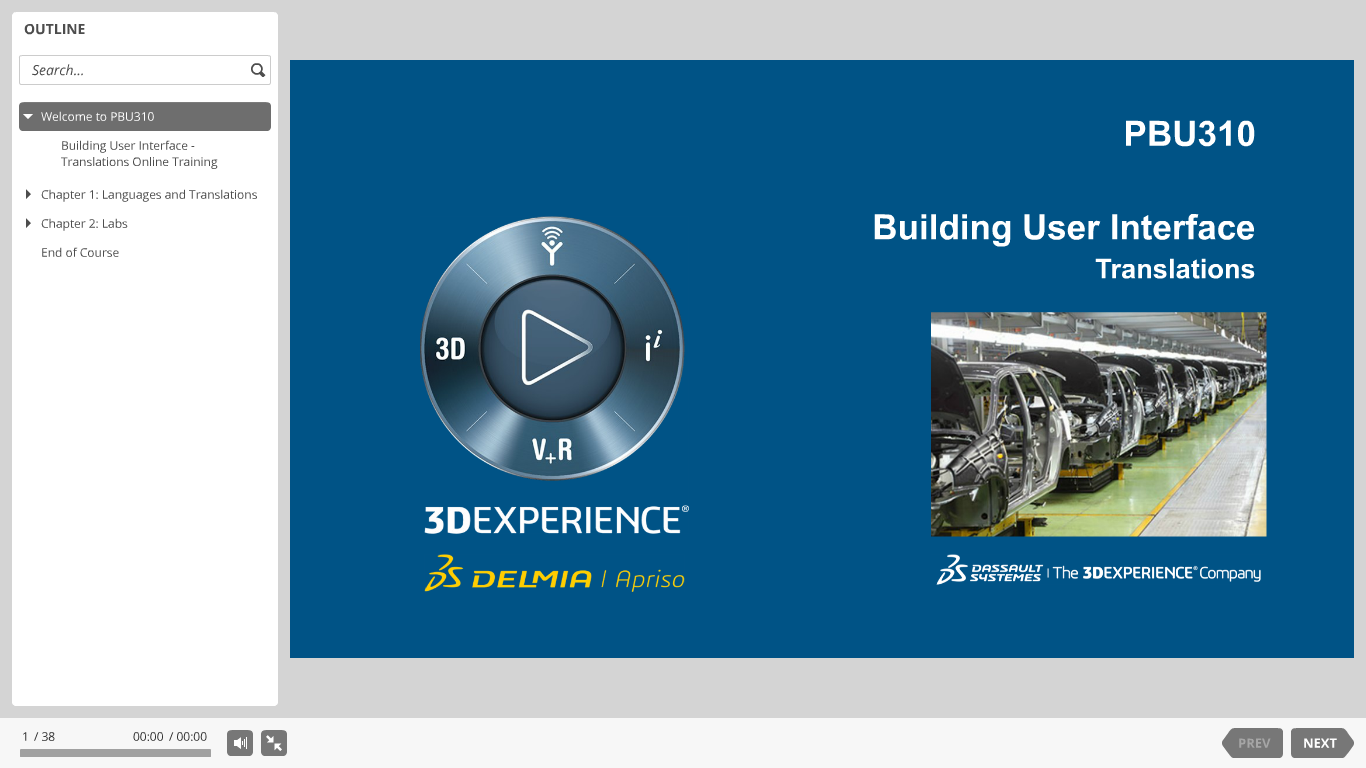 OUTLINE
Search...
Welcome to PBU310
Building User Interface -
Translations Online Training
Chapter 1: Languages and Translations
Chapter 2: Labs
End of Course
PBU310
Building User Interface
Translations
3D
i i
V+R
3DEXPERIENCE®
DS DELMIA | Apriso
DS DASSAULT SYSTEMES | The 3DEXPERIENCE® Company
1 / 38
00:00 / 00:00
PREV
NEXT